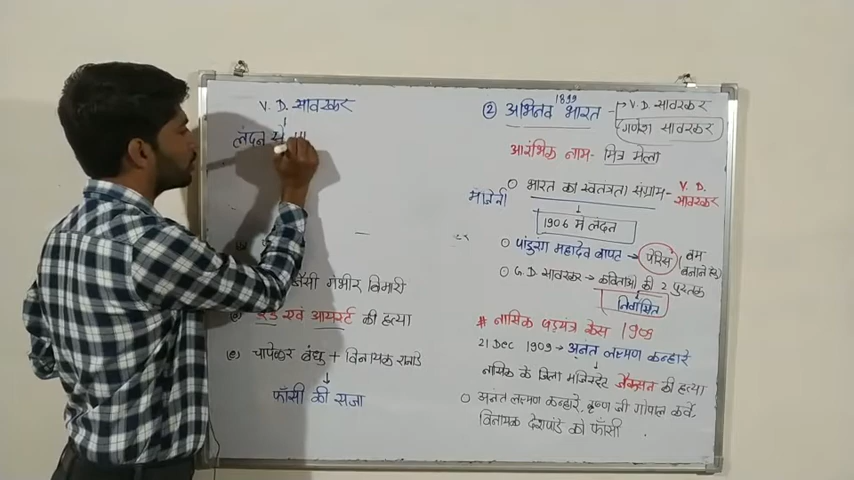 V. D. सावरकर
↓
लंदन से
जैसी गंभीर बिमारी
एवं आयर्स्ट की हत्या
(e) चापेकर बंधु + विनायक रानाडे
↓
फाँसी की सजा
1899
② अभिनव भारत - V. D. सावरकर
गणेश सावरकर
आरंभिक नाम - मित्र मेला
○ भारत का स्वतंत्रता संग्राम - V. D. सावरकर
↓
1906 में लंदन
○ पांडुरंग महादेव बापट → पेरिस (बम बनाने
○ G.D. सावरकर → कविताओं की 2 पुस्तक
निर्वासित
# नासिक षड्यंत्र केस 1909
21 Dec 1909 → अनंत लक्ष्मण कन्हारे
↓
नासिक के जिला मजिस्ट्रेट जैक्सन की हत्या
○ अनंत लक्ष्मण कन्हारे, कृष्ण जी गोपाल कर्वे,
विनायक देशपांडे को फाँसी